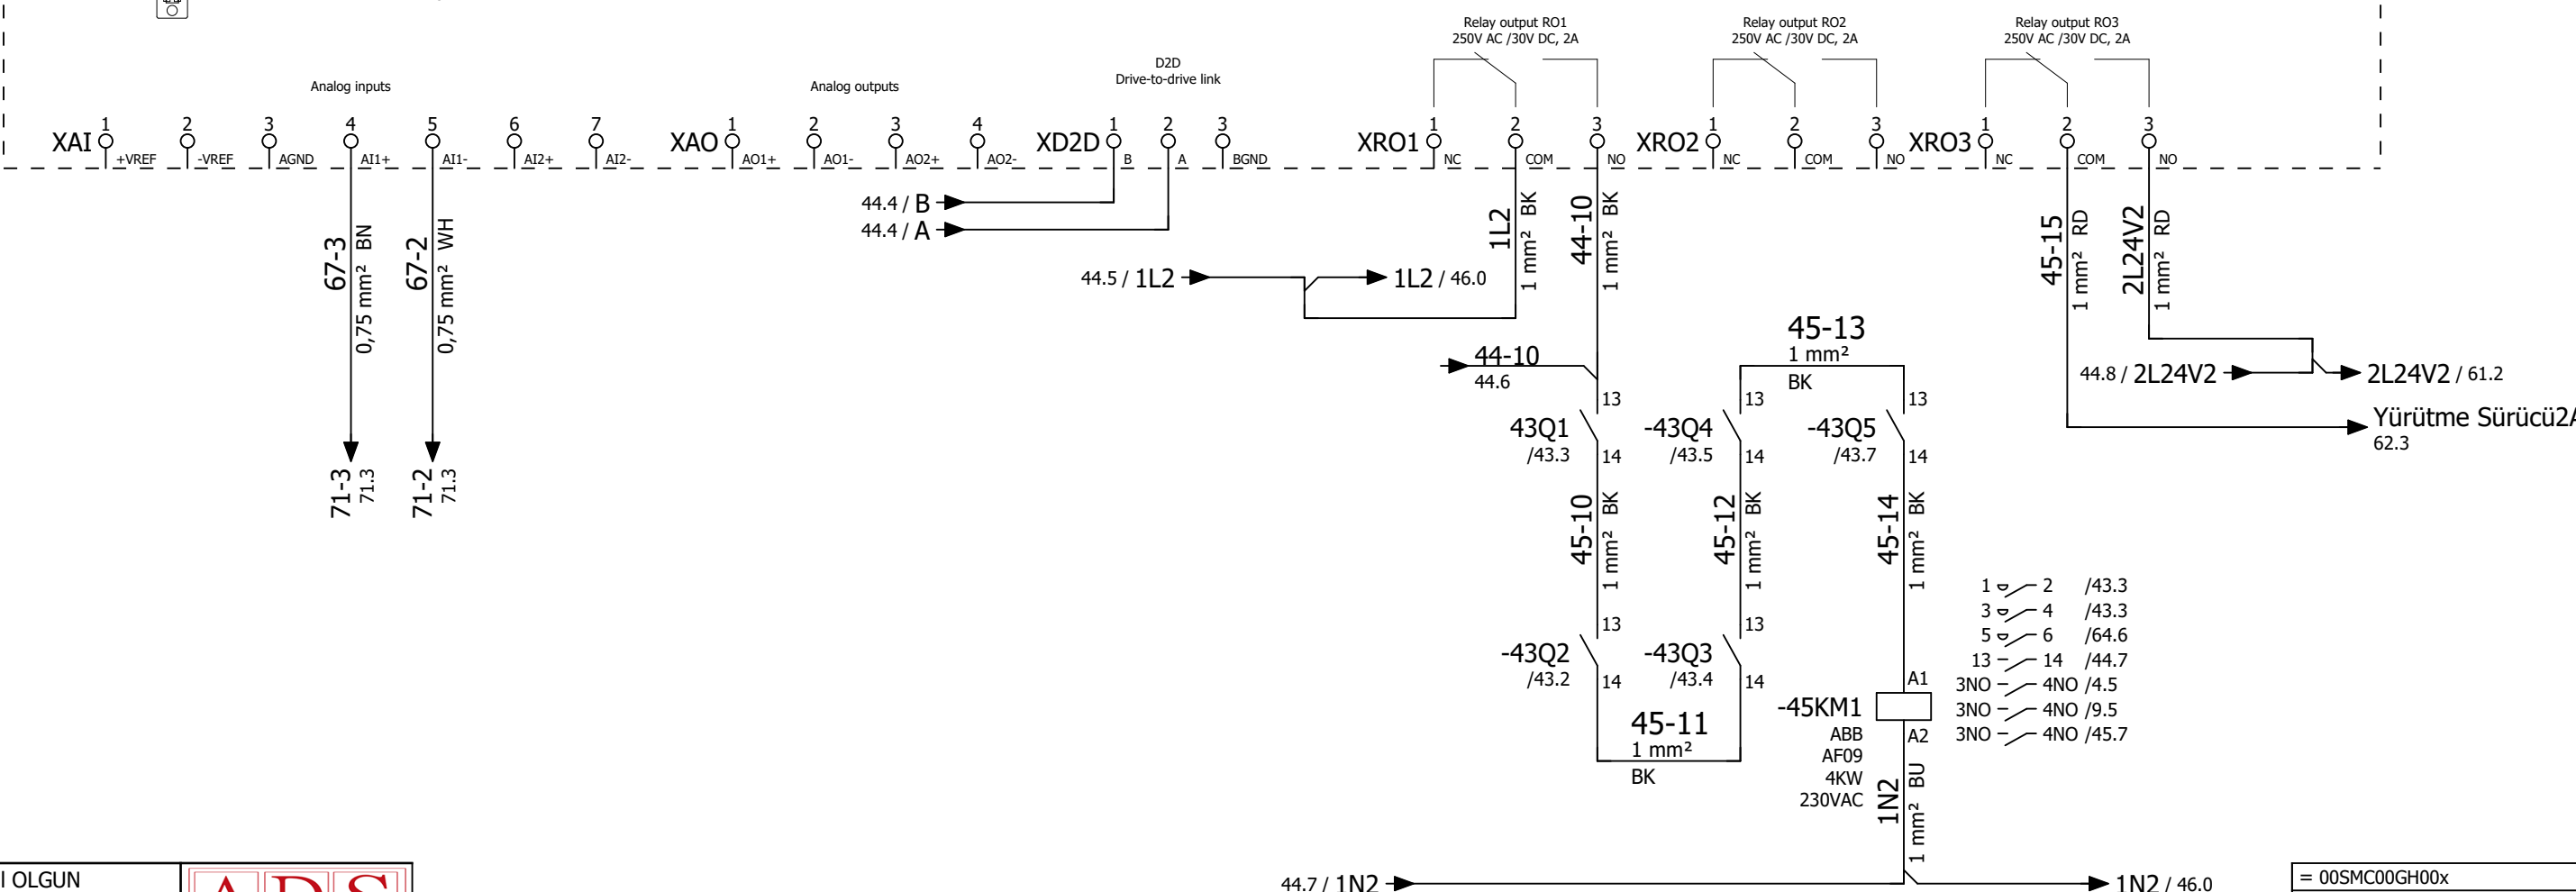 Relay output RO1
250V AC /30V DC, 2A
Relay output RO2
250V AC /30V DC, 2A
Relay output RO3
250V AC /30V DC, 2A
Analog inputs
Analog outputs
D2D
Drive-to-drive link
XAI 1 2 3 4 5 6 7
+VREF -VREF AGND AI1+ AI1- AI2+ AI2-
XAO 1 2 3 4
AO1+ AO1- AO2+ AO2-
XD2D 1 2 3
B A BGND
XRO1 1 2 3
NC COM NO
XRO2 1 2 3
NC COM NO
XRO3 1 2 3
NC COM NO
67-3
0,75 mm² BN
67-2
0,75 mm² WH
71-3
71.3
71-2
71.3
44.4 / B
44.4 / A
44.5 / 1L2
1L2 / 46.0
1L2
1 mm² BK
44-10
1 mm² BK
44-10
44.6
45-15
1 mm² RD
2L24V2
1 mm² RD
44.8 / 2L24V2
2L24V2 / 61.2
Yürütme Sürücü2A
62.3
45-13
1 mm²
BK
13
43Q1
/43.3
14
13
-43Q4
/43.5
14
13
-43Q5
/43.7
14
45-10
1 mm² BK
45-12
1 mm² BK
45-14
1 mm² BK
13
-43Q2
/43.2
14
13
-43Q3
/43.4
14
45-11
1 mm²
BK
-45KM1
ABB
AF09
4KW
230VAC
A1
A2
1N2
1 mm² BU
1 2 /43.3
3 4 /43.3
5 6 /64.6
13 14 /44.7
3NO 4NO /4.5
3NO 4NO /9.5
3NO 4NO /45.7
44.7 / 1N2
1N2 / 46.0
I OLGUN
ADS
= 00SMC00GH00x